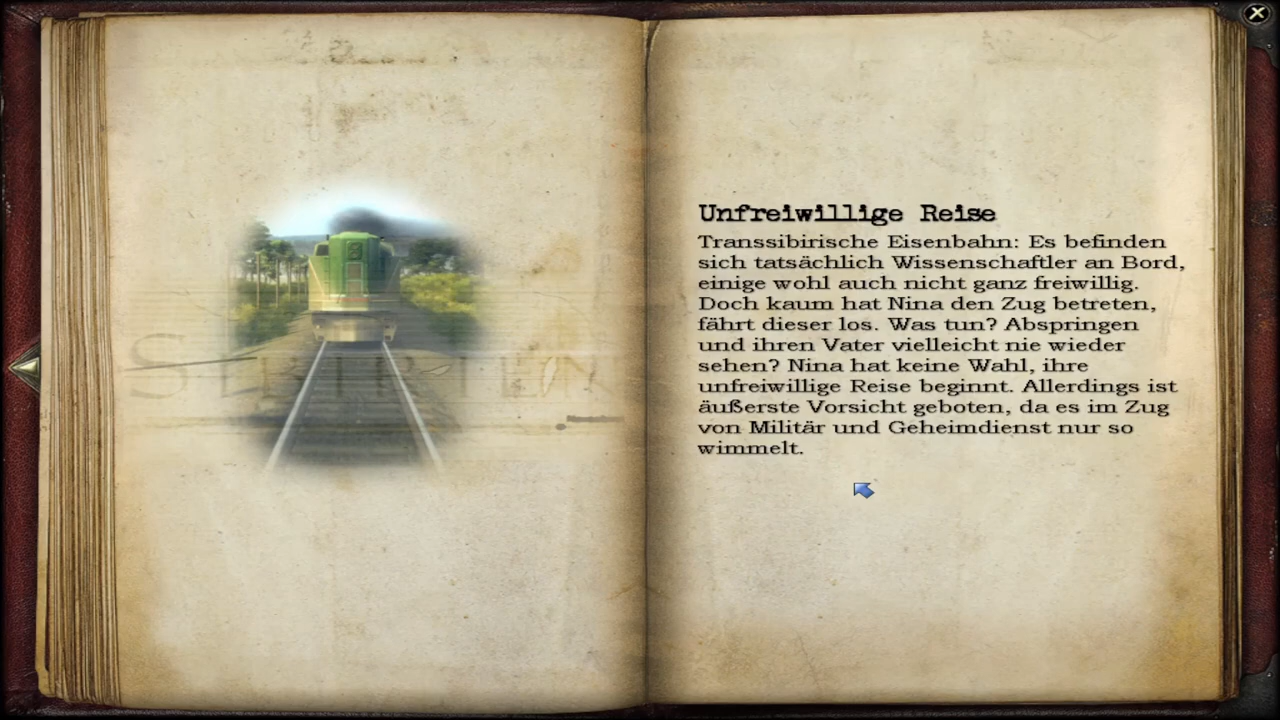 Unfreiwillige Reise
Transsibirische Eisenbahn: Es befinden
sich tatsächlich Wissenschaftler an Bord,
einige wohl auch nicht ganz freiwillig.
Doch kaum hat Nina den Zug betreten,
fährt dieser los. Was tun? Abspringen
und ihren Vater vielleicht nie wieder
sehen? Nina hat keine Wahl, ihre
unfreiwillige Reise beginnt. Allerdings ist
äußerste Vorsicht geboten, da es im Zug
von Militär und Geheimdienst nur so
wimmelt.